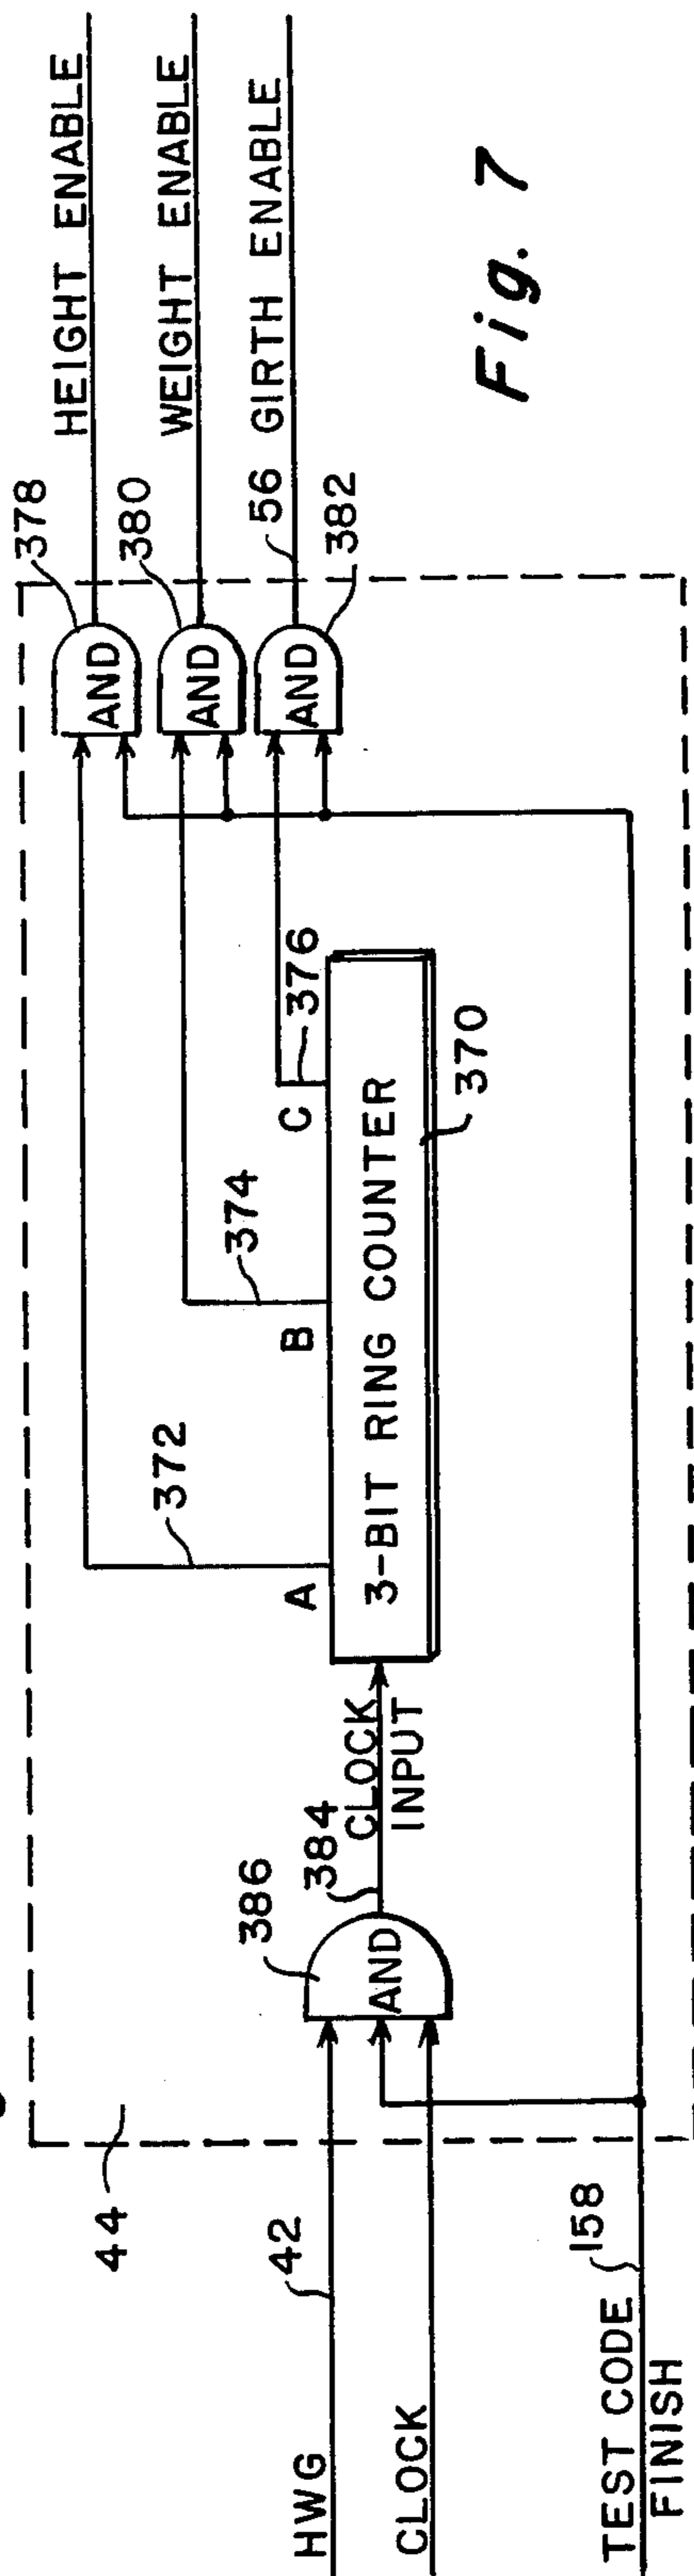 HEIGHT ENABLE
378
WEIGHT ENABLE
380
56 GIRTH ENABLE
382
AND
AND
AND
Fig. 7
372
374
376
A
B
C
3-BIT RING COUNTER
370
386
384
CLOCK
INPUT
AND
44
HWG
42
CLOCK
TEST CODE
FINISH
158